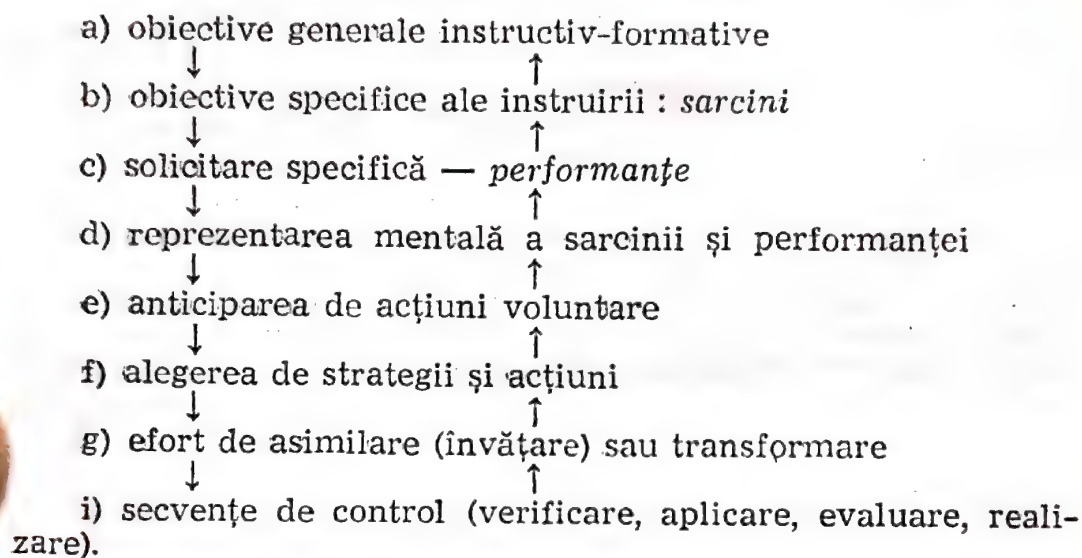 a) obiective generale instructiv-formative
↓ ↑
b) obiective specifice ale instruirii : sarcini
↓ ↑
c) solicitare specifică — performanțe
↓ ↑
d) reprezentarea mentală a sarcinii și performanței
↓ ↑
e) anticiparea de acțiuni voluntare
↓ ↑
f) alegerea de strategii și acțiuni
↓ ↑
g) efort de asimilare (învățare) sau transformare
↓ ↑
i) secvențe de control (verificare, aplicare, evaluare, reali-
zare).